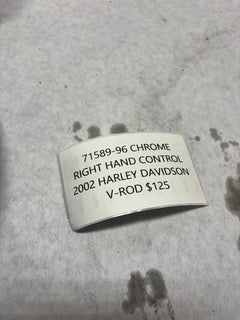 71589-96 CHROME
RIGHT HAND CONTROL
2002 HARLEY DAVIDSON
V-ROD $125